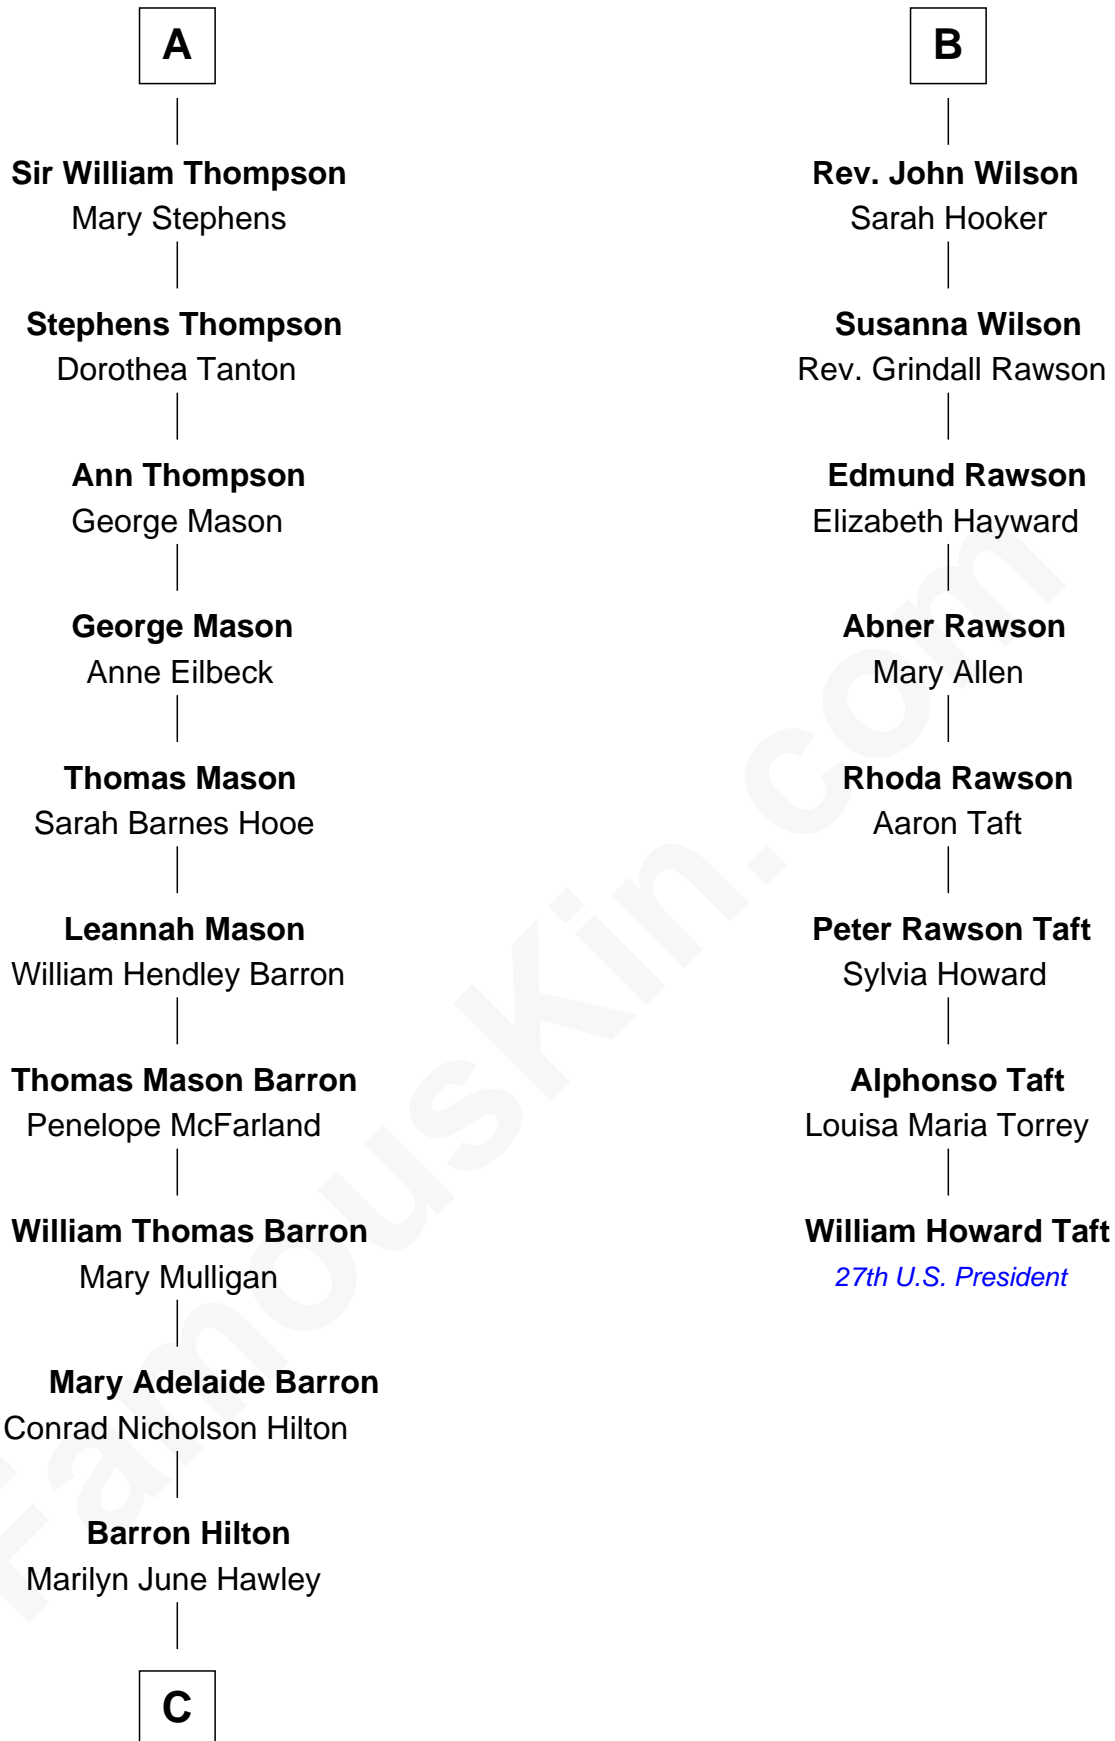 A
Sir William Thompson
Mary Stephens
Stephens Thompson
Dorothea Tanton
Ann Thompson
George Mason
George Mason
Anne Eilbeck
Thomas Mason
Sarah Barnes Hooe
Leannah Mason
William Hendley Barron
Thomas Mason Barron
Penelope McFarland
William Thomas Barron
Mary Mulligan
Mary Adelaide Barron
Conrad Nicholson Hilton
Barron Hilton
Marilyn June Hawley
C
B
Rev. John Wilson
Sarah Hooker
Susanna Wilson
Rev. Grindall Rawson
Edmund Rawson
Elizabeth Hayward
Abner Rawson
Mary Allen
Rhoda Rawson
Aaron Taft
Peter Rawson Taft
Sylvia Howard
Alphonso Taft
Louisa Maria Torrey
William Howard Taft
27th U.S. President
FamousKin.com